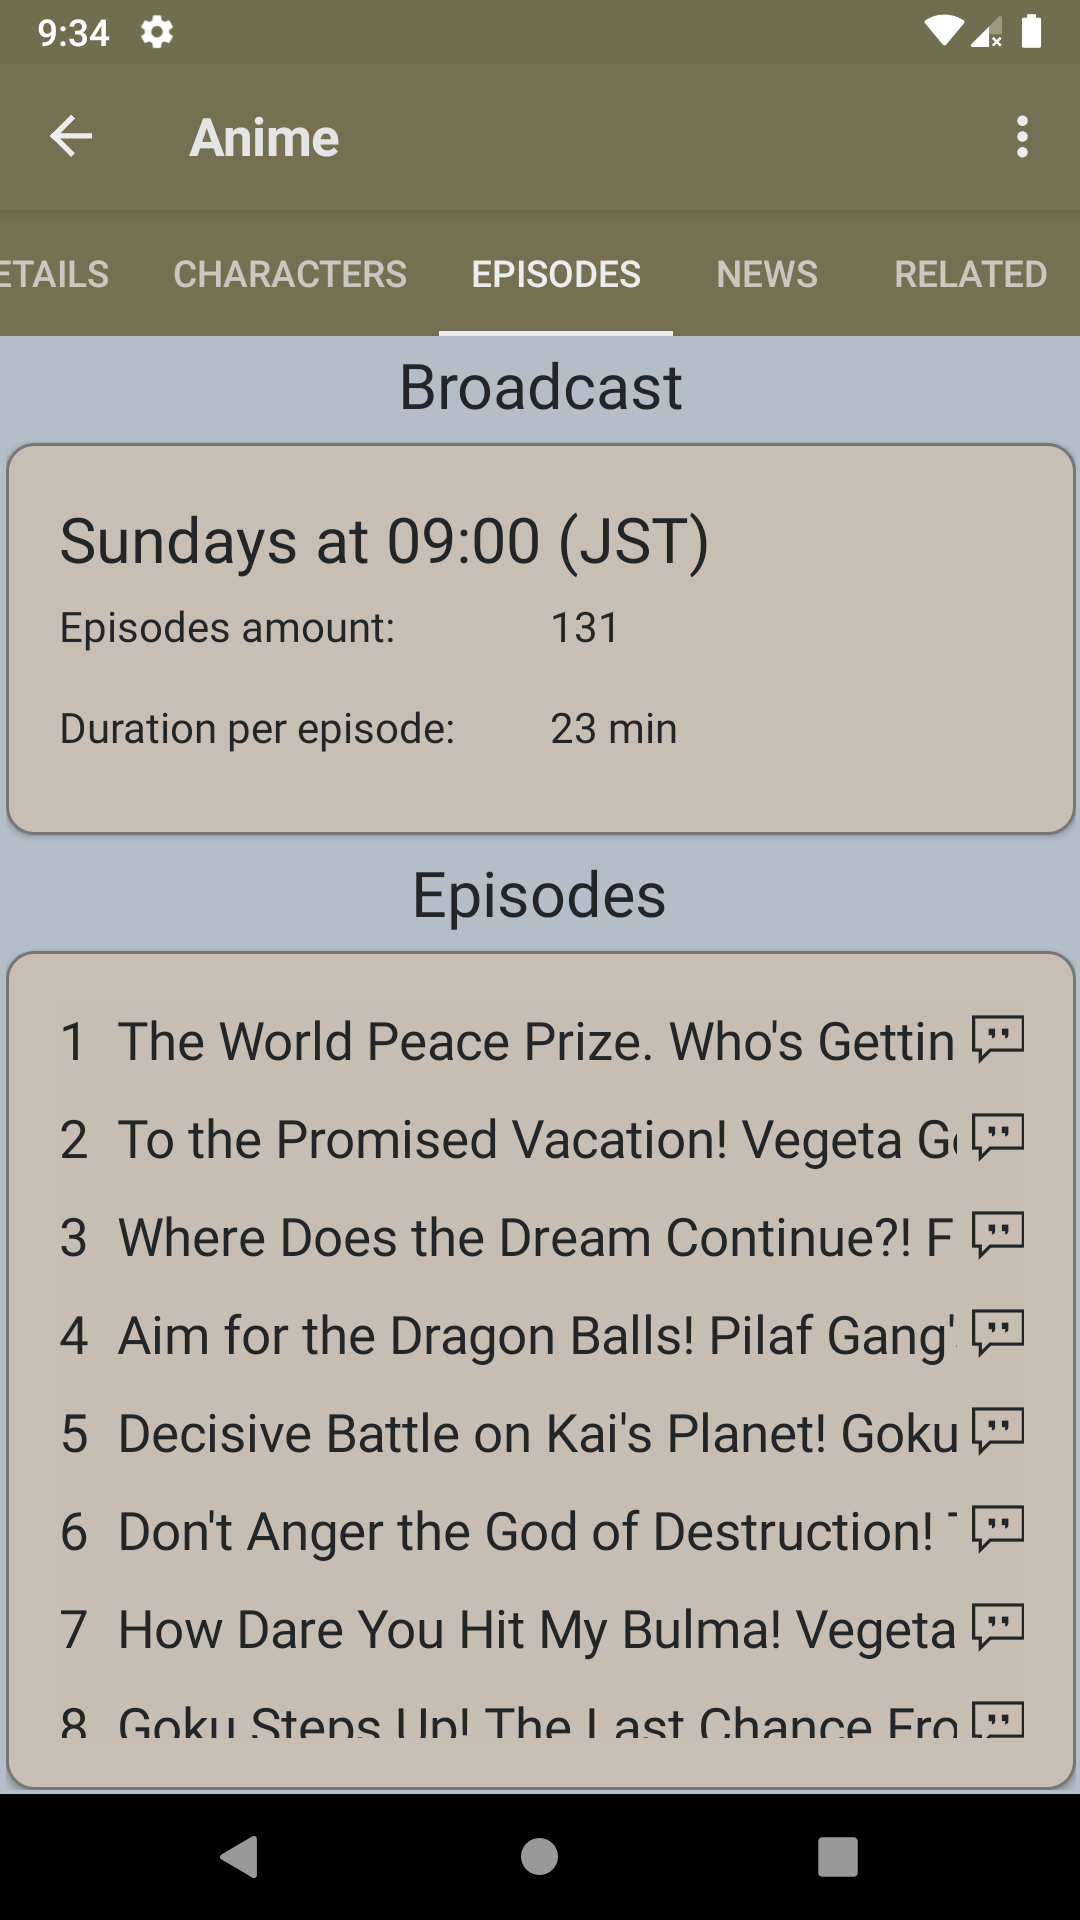 9:34
Anime
ETAILS CHARACTERS EPISODES NEWS RELATED
Broadcast
Sundays at 09:00 (JST)
Episodes amount: 131
Duration per episode: 23 min
Episodes
1 The World Peace Prize. Who's Gettin
2 To the Promised Vacation! Vegeta G
3 Where Does the Dream Continue?! F
4 Aim for the Dragon Balls! Pilaf Gang'
5 Decisive Battle on Kai's Planet! Goku
6 Don't Anger the God of Destruction!
7 How Dare You Hit My Bulma! Vegeta
8 Goku Steps Up! The Last Chance Fro